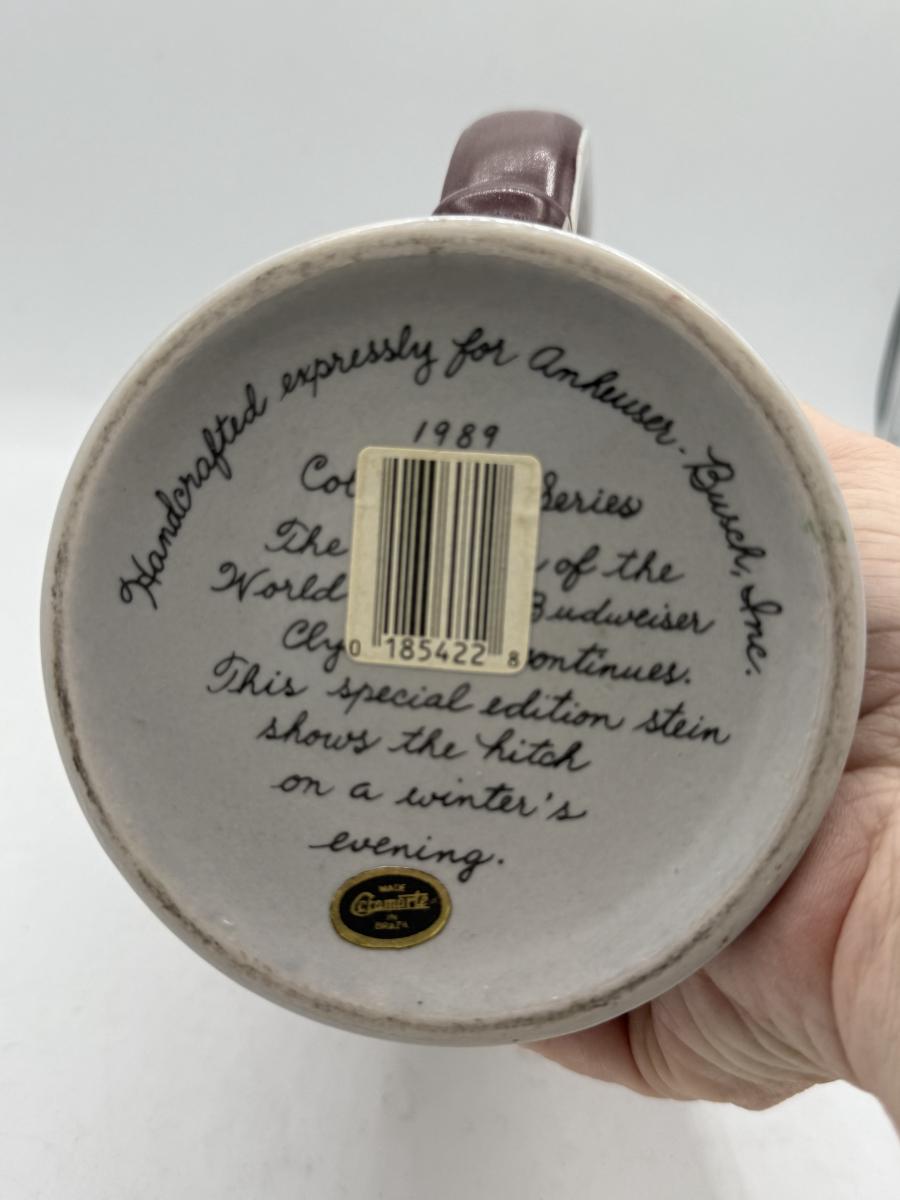 Handcrafted expressly for Anheuser-Busch, Inc.
1989
Col Series
The of the
World Budweiser
Cly ontinues.
This special edition stein
shows the hitch
on a winter's
evening.
0 185422 8
MADE
Ceramarte
IN
BRAZIL